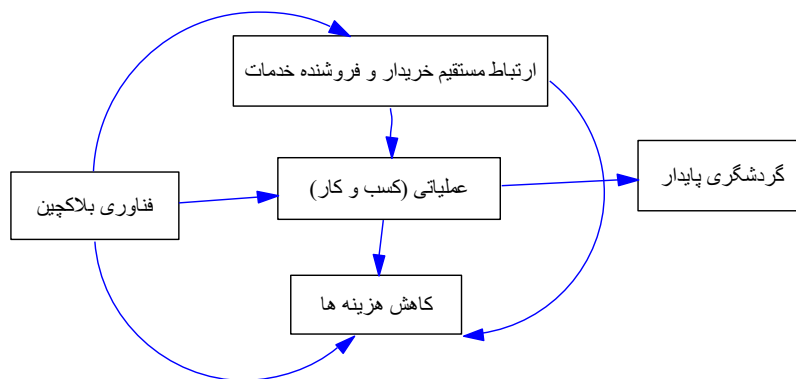 ارتباط مستقیم خریدار و فروشنده خدمات
گردشگری پایدار
عملیاتی (کسب و کار)
فناوری بلاکچین
کاهش هزینه ها